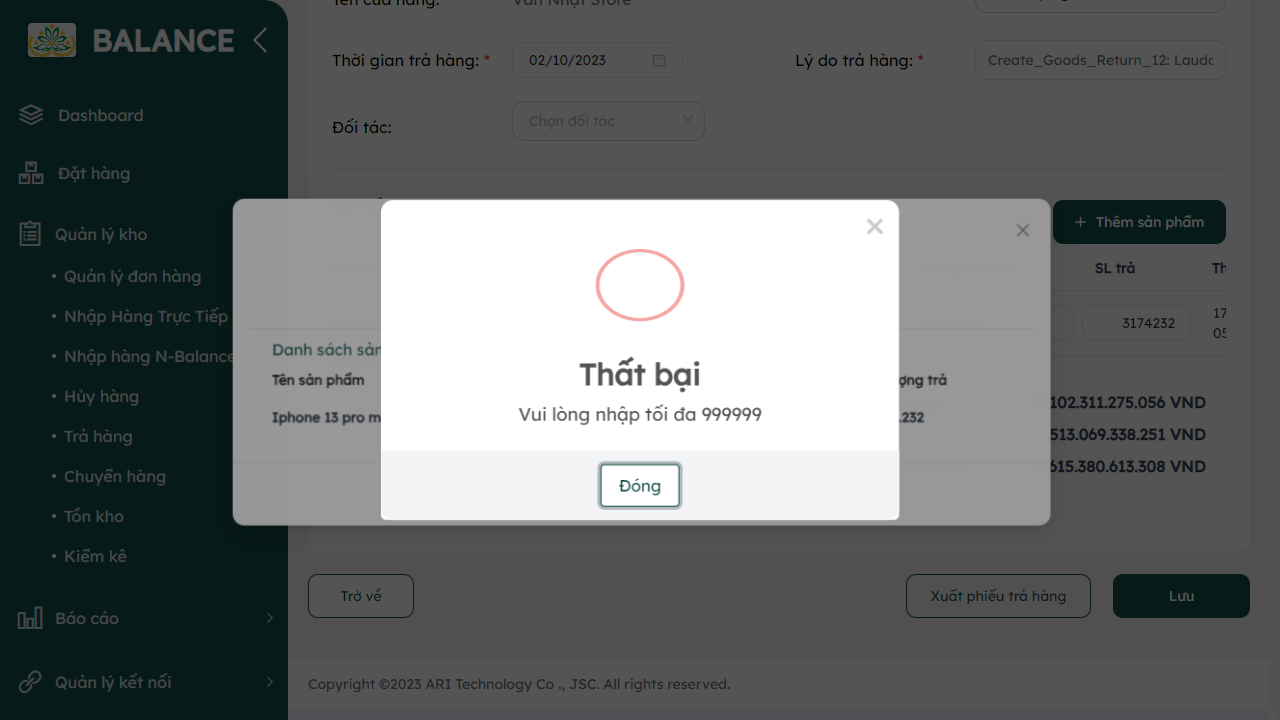 BALANCE
Dashboard
Đặt hàng
Quản lý kho
Quản lý đơn hàng
Nhập Hàng Trực Tiếp
Nhập hàng N-Balance
Hủy hàng
Trả hàng
Chuyển hàng
Tồn kho
Kiểm kê
Báo cáo
Quản lý kết nối
Tên cửa hàng:
Văn Nhật Store
Thời gian trả hàng: *
02/10/2023
Lý do trả hàng: *
Create_Goods_Return_12: Laudc
Đối tác:
Chọn đối tác
+ Thêm sản phẩm
SL trả
Th
3174232
17
05
102.311.275.056 VND
513.069.338.251 VND
615.380.613.308 VND
Danh sách sản
Tên sản phẩm
ợng trả
Iphone 13 pro m
.232
Thất bại
Vui lòng nhập tối đa 999999
Đóng
Trở về
Xuất phiếu trả hàng
Lưu
Copyright ©2023 ARI Technology Co ., JSC. All rights reserved.